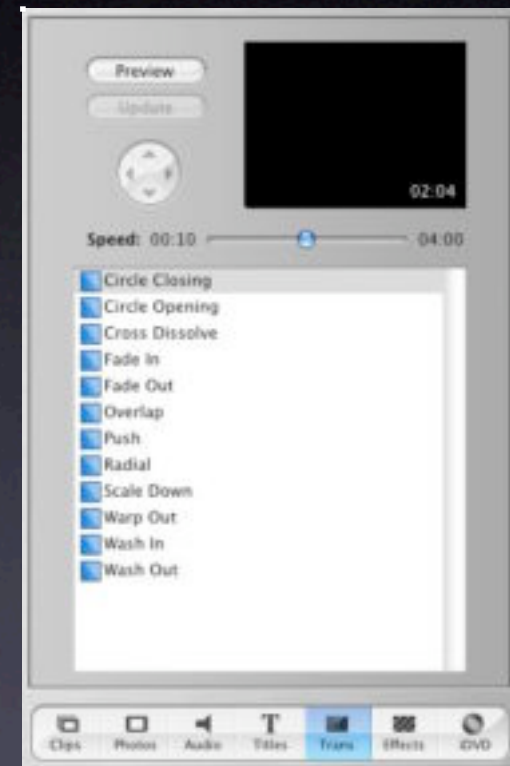 Preview
Update
02:04
Speed: 00:10 04:00
Circle Closing
Circle Opening
Cross Dissolve
Fade In
Fade Out
Overlap
Push
Radial
Scale Down
Warp Out
Wash In
Wash Out
Clips Photos Audio Titles Trans Effects iDVD